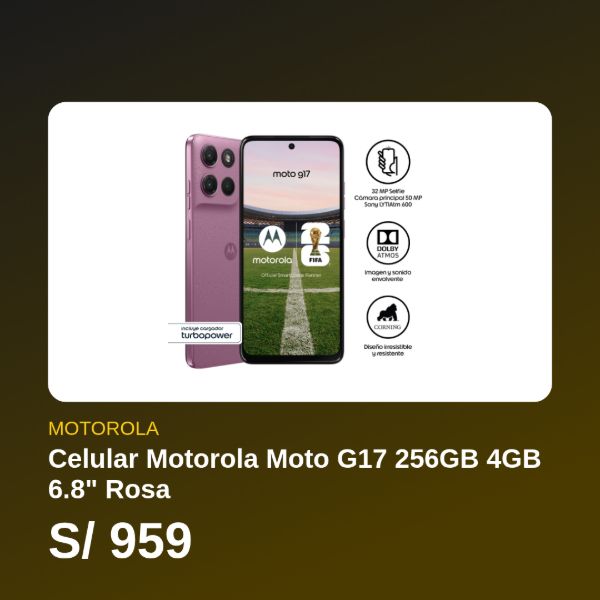 moto g17
motorola
FIFA
Official Smartphone Partner
incluye cargador
turbopower
32 MP Selfie
Cámara principal 50 MP
Sony LYTIAtm 600
DOLBY
ATMOS
Imagen y sonido
envolvente
CORNING
Diseño irresistible
y resistente
MOTOROLA
Celular Motorola Moto G17 256GB 4GB
6.8" Rosa
S/ 959